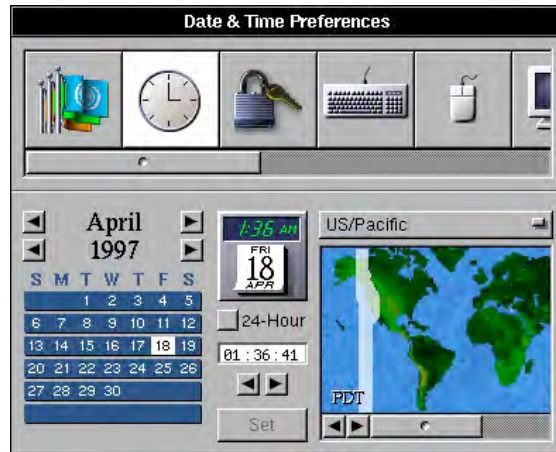 Date & Time Preferences
April
1997
S M T W T F S
1 2 3 4 5
6 7 8 9 10 11 12
13 14 15 16 17 18 19
20 21 22 23 24 25 26
27 28 29 30
1:36 AM
FRI
18
APR
24-Hour
01 : 36 : 41
Set
US/Pacific
PDT